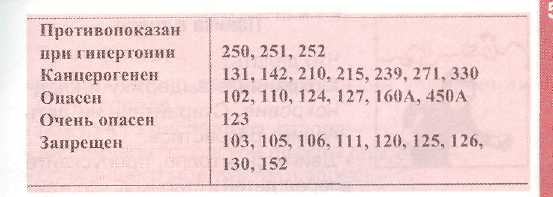 Противопоказан
при гипертонии 250, 251, 252
Канцерогенен 131, 142, 210, 215, 239, 271, 330
Опасен 102, 110, 124, 127, 160А, 450А
Очень опасен 123
Запрещен 103, 105, 106, 111, 120, 125, 126,
130, 152